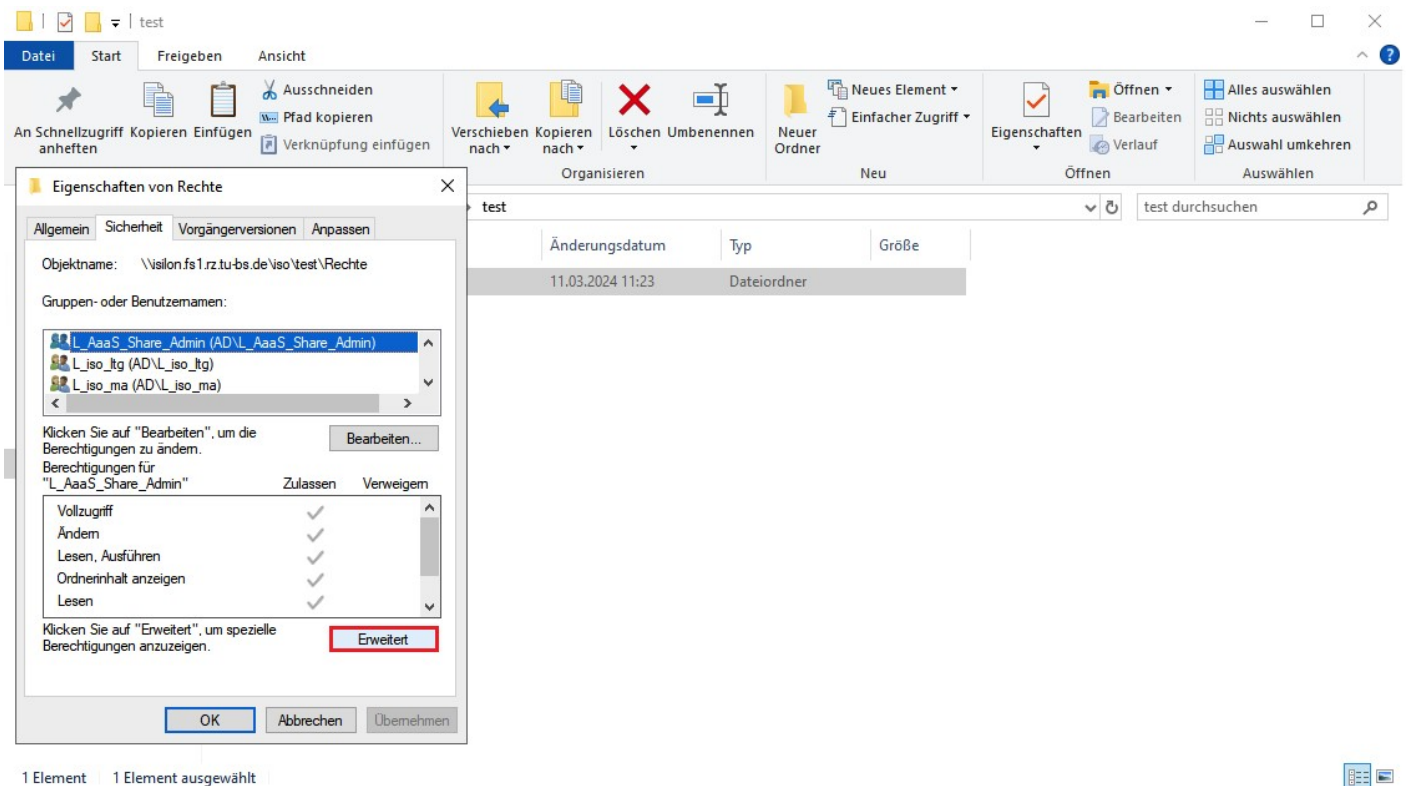 test
Datei Start Freigeben Ansicht
An Schnellzugriff anheften
Kopieren
Einfügen
Ausschneiden
Pfad kopieren
Verknüpfung einfügen
Verschieben nach
Kopieren nach
Löschen
Umbenennen
Organisieren
Neuer Ordner
Neues Element
Einfacher Zugriff
Neu
Eigenschaften
Öffnen
Bearbeiten
Verlauf
Öffnen
Alles auswählen
Nichts auswählen
Auswahl umkehren
Auswählen
test
test durchsuchen
Änderungsdatum Typ Größe
11.03.2024 11:23 Dateiordner
Eigenschaften von Rechte
Allgemein Sicherheit Vorgängerversionen Anpassen
Objektname: \\isilon.fs1.rz.tu-bs.de\iso\test\Rechte
Gruppen- oder Benutzernamen:
L_AaaS_Share_Admin (AD\L_AaaS_Share_Admin)
L_iso_ltg (AD\L_iso_ltg)
L_iso_ma (AD\L_iso_ma)
Klicken Sie auf "Bearbeiten", um die
Berechtigungen zu ändern.
Bearbeiten...
Berechtigungen für
"L_AaaS_Share_Admin" Zulassen Verweigern
Vollzugriff
Ändern
Lesen, Ausführen
Ordnerinhalt anzeigen
Lesen
Klicken Sie auf "Erweitert", um spezielle
Berechtigungen anzuzeigen.
Erweitert
OK Abbrechen Übernehmen
1 Element 1 Element ausgewählt